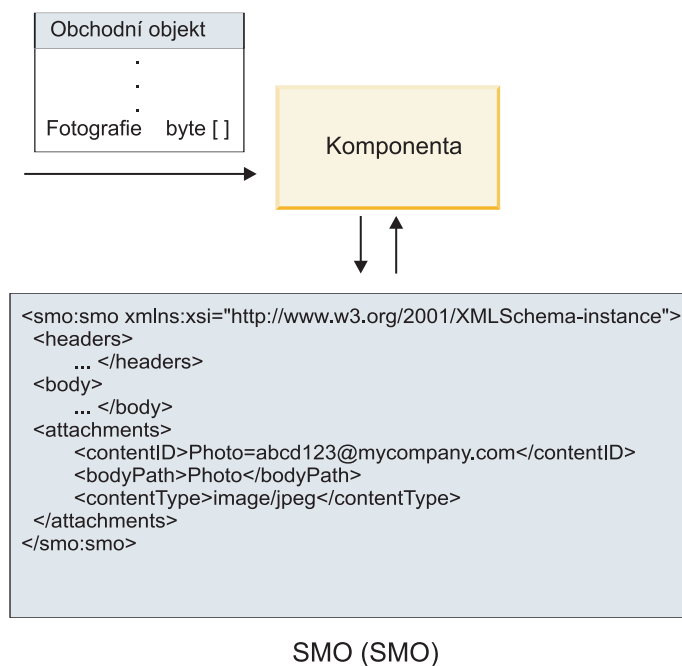 Obchodní objekt
.
.
.
Fotografie byte [ ]
Komponenta
<smo:smo xmlns:xsi="http://www.w3.org/2001/XMLSchema-instance">
<headers>
... </headers>
<body>
... </body>
<attachments>
<contentID>Photo=abcd123@mycompany.com</contentID>
<bodyPath>Photo</bodyPath>
<contentType>image/jpeg</contentType>
</attachments>
</smo:smo>
SMO (SMO)